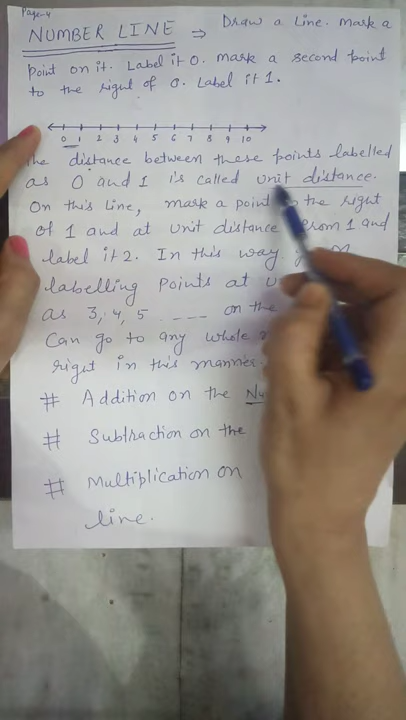 Page-4
NUMBER LINE ⇒ Draw a Line. Mark a
point on it. Label it 0. Mark a second point
to the right of 0. Label it 1.
0 1 2 3 4 5 6 7 8 9 10
The distance between these points labelled
as 0 and 1 is called unit distance.
On this line, mark a point the right
of 1 and at unit distance from 1 and
label it 2. In this way
labelling points at
as 3, 4, 5 ---- on the
Can go to any whole
right in this manner.
# Addition on the
# Subtraction on the
# Multiplication on
line.